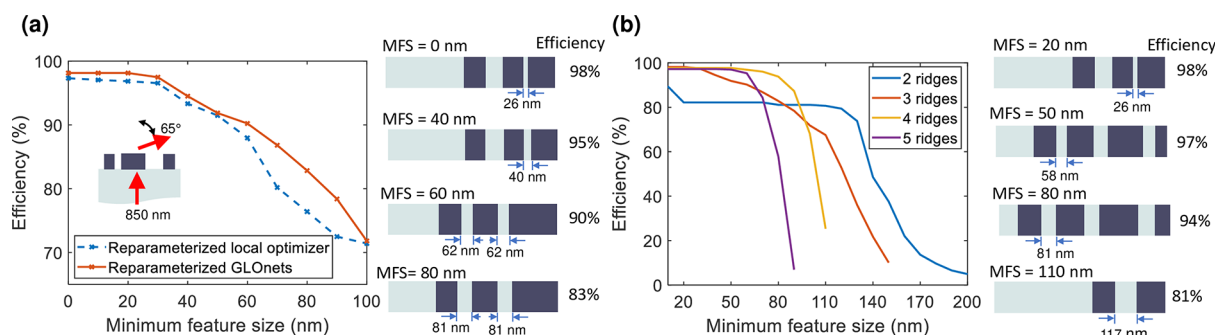 (a)
Efficiency (%)
100
90
80
70
65°
850 nm
Reparameterized local optimizer
Reparameterized GLOnets
0 20 40 60 80 100
Minimum feature size (nm)
Efficiency
MFS = 0 nm
98%
26 nm
MFS = 40 nm
95%
40 nm
MFS = 60 nm
90%
62 nm 62 nm
MFS= 80 nm
83%
81 nm 81 nm
(b)
Efficiency (%)
100
80
60
40
20
0
2 ridges
3 ridges
4 ridges
5 ridges
20 50 80 110 140 170 200
Minimum feature size (nm)
MFS = 20 nm
Efficiency
98%
26 nm
MFS = 50 nm
97%
58 nm
MFS = 80 nm
94%
81 nm
MFS = 110 nm
81%
117 nm